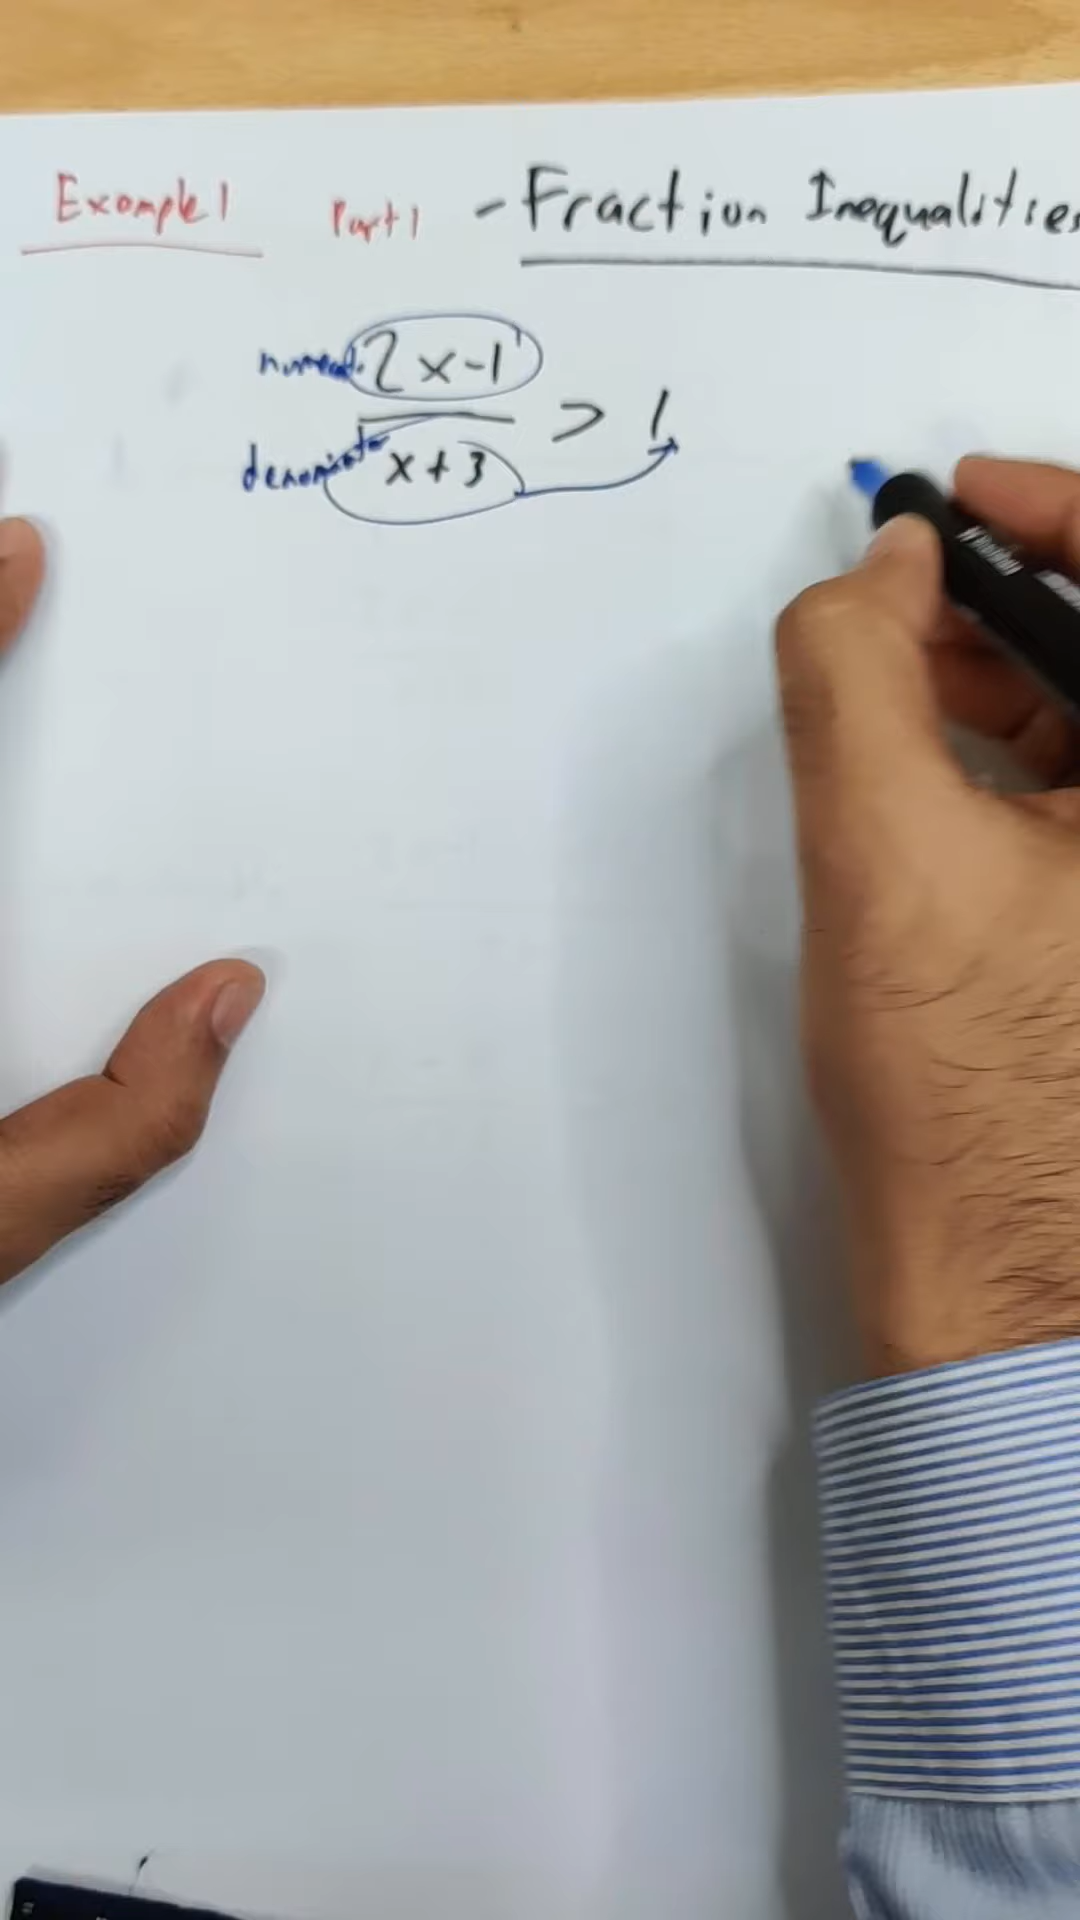 Example 1 Part 1 - Fraction Inequalities
2x-1
> 1
x+3